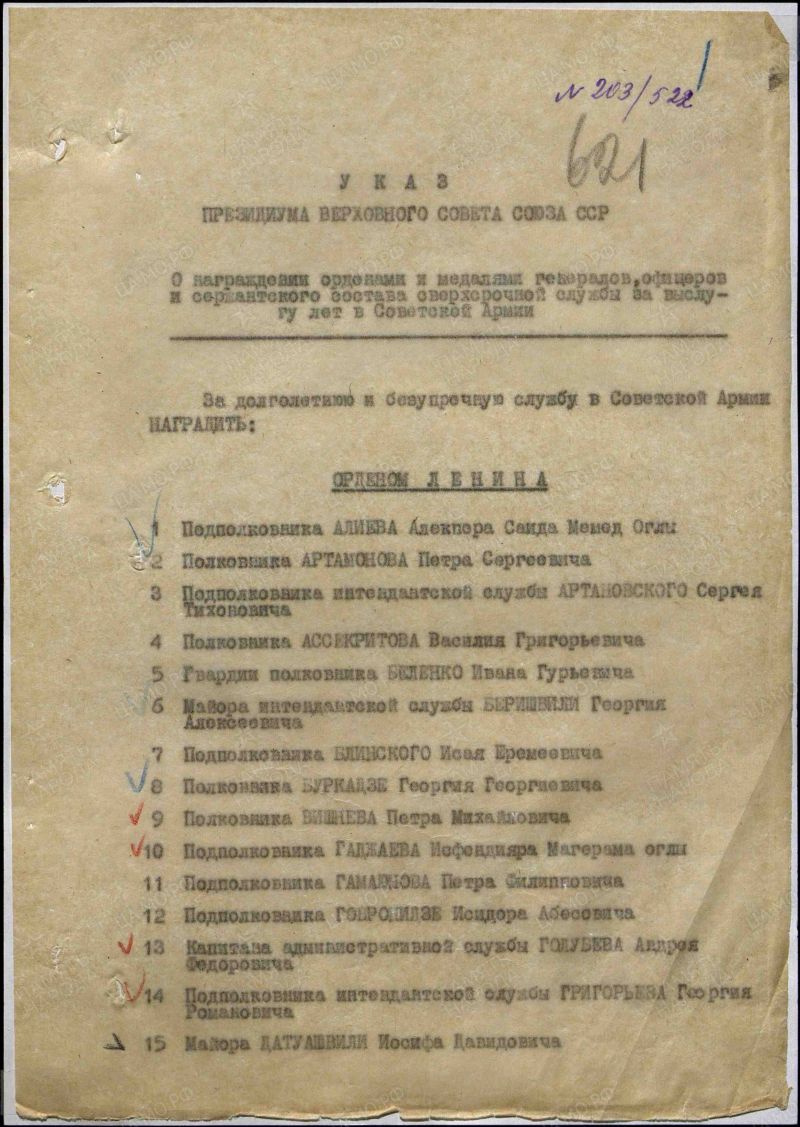 N 203/522
621
У К А З
ПРЕЗИДИУМА ВЕРХОВНОГО СОВЕТА СОЮЗА ССР
О награждении орденами и медалями генералов,офицеров
и сержантского состава сверхсрочной службы за выслу-
гу лет в Советской Армии
За долголетнюю и безупречную службу в Советской Армии
НАГРАДИТЬ:
ОРДЕНОМ Л Е Н И Н А
1 Подполковника АЛИЕВА Алекпера Саида Мемед Оглы
2 Полковника АРТАМОНОВА Петра Сергеевича
3 Подполковника интендантской службы АРТАНОВСКОГО Сергея
Тихоновича
4 Полковника АССЕКРИТОВА Василия Григорьевича
5 Гвардии полковника БЕЛЕНКО Ивана Гурьевича
6 Майора интендантской службы БЕРИШВИЛИ Георгия
Алексеевича
7 Подполковника БЛИНСКОГО Исая Еремеевича
8 Полковника БУРКАДЗЕ Георгия Георгиевича
9 Полковника ВИШНЕВА Петра Михайловича
10 Подполковника ГАДЖАЕВА Исфендияра Магерама оглы
11 Подполковника ГАМАЮНОВА Петра Филипповича
12 Подполковника Исидора Абесовича
13 Капитана административной службы ГОЛУБЕВА Андрея
Федоровича
14 Подполковника интендантской службы ГРИГОРЬЕВА Георгия
Романовича
15 Майора ДАТУАШВИЛИ Иосифа Давидовича